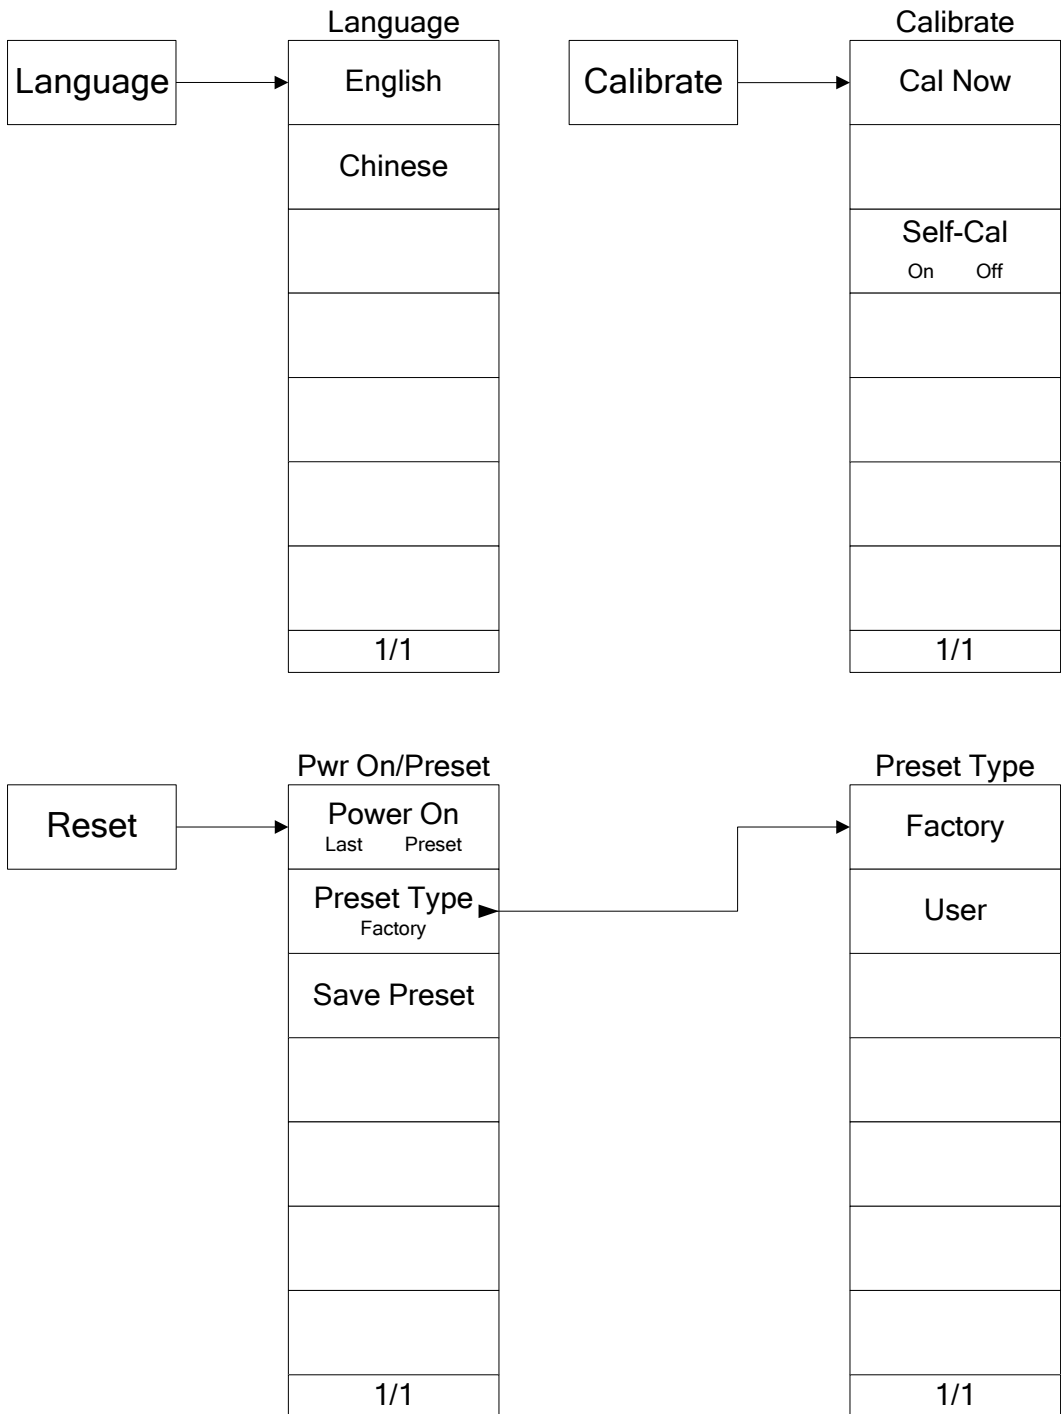 Language
Language
English
Chinese
1/1
Calibrate
Calibrate
Cal Now
Self-Cal
On Off
1/1
Pwr On/Preset
Reset
Power On
Last Preset
Preset Type
Factory
Save Preset
1/1
Preset Type
Factory
User
1/1